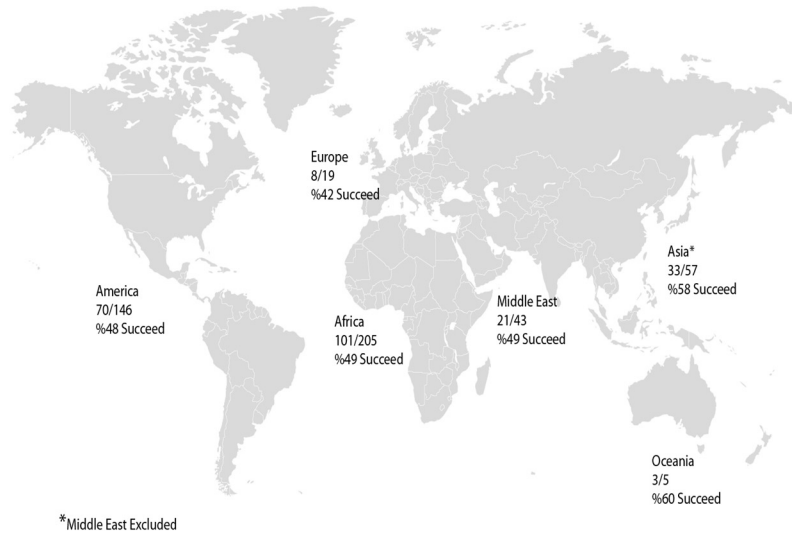 Europe
8/19
%42 Succeed
Asia*
33/57
%58 Succeed
America
70/146
%48 Succeed
Middle East
21/43
%49 Succeed
Africa
101/205
%49 Succeed
Oceania
3/5
%60 Succeed
*Middle East Excluded